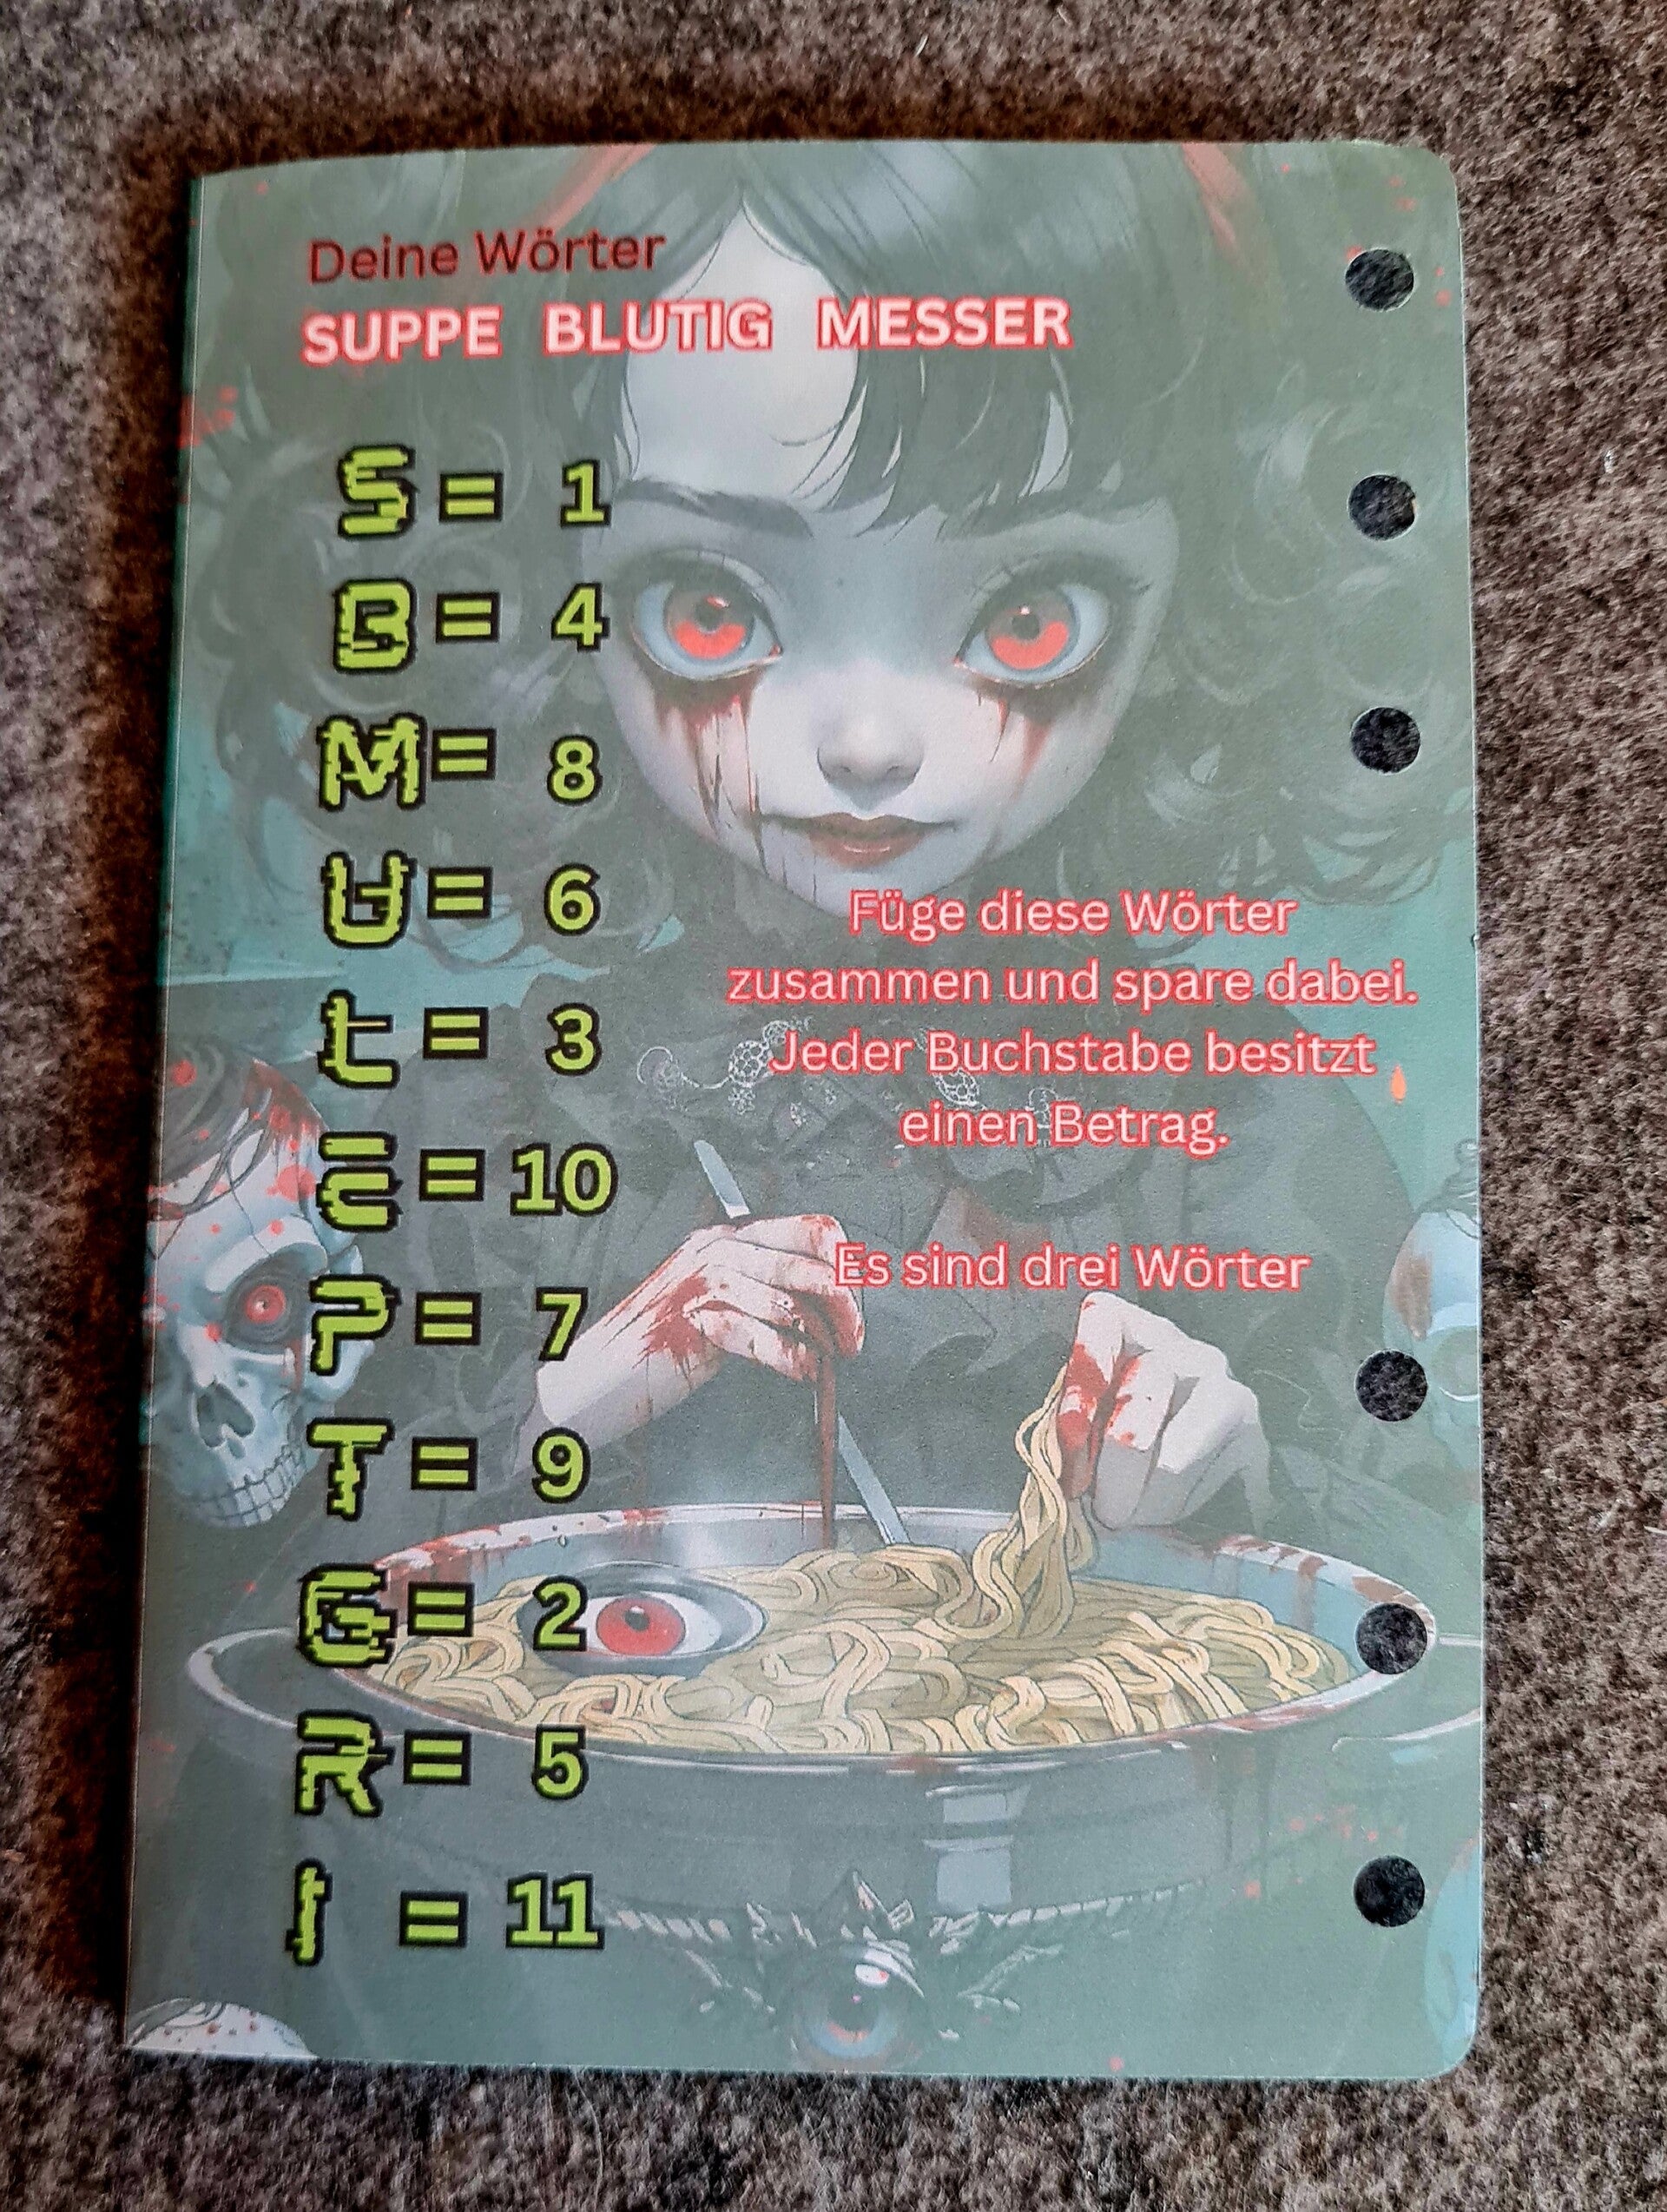 Deine Wörter
SUPPE BLUTIG MESSER
S = 1
B = 4
M = 8
U = 6
Füge diese Wörter
zusammen und spare dabei.
L = 3
Jeder Buchstabe besitzt
einen Betrag.
E = 10
Es sind drei Wörter
P = 7
T = 9
G = 2
R = 5
I = 11